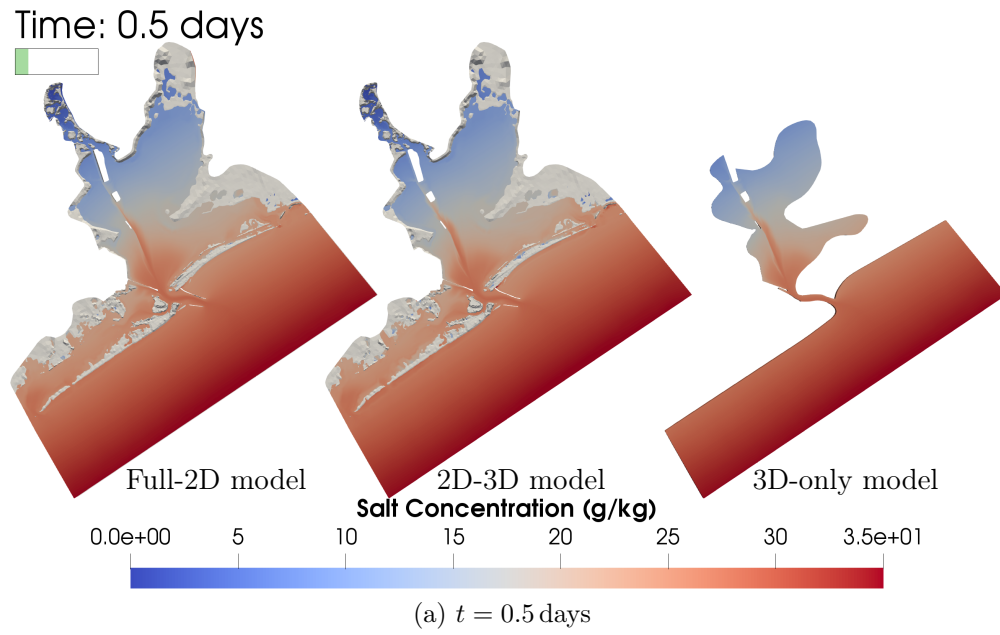 Time: 0.5 days
Full-2D model
2D-3D model
3D-only model
Salt Concentration (g/kg)
0.0e+00 5 10 15 20 25 30 3.5e+01
(a) t = 0.5 days